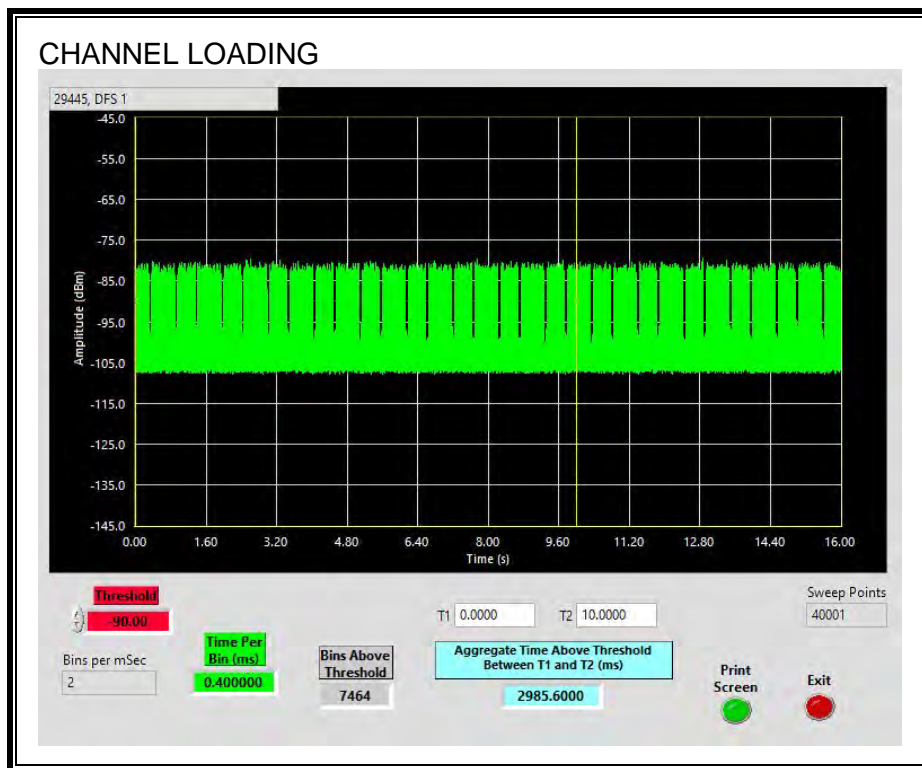 CHANNEL LOADING
29445, DFS 1
-45.0
-55.0
-65.0
-75.0
-85.0
-95.0
-105.0
-115.0
-125.0
-135.0
-145.0
Amplitude (dBm)
0.00 1.60 3.20 4.80 6.40 8.00 9.60 11.20 12.80 14.40 16.00
Time (s)
Threshold
-90.00
Bins per mSec
2
Time Per
Bin (ms)
0.400000
Bins Above
Threshold
7464
T1 0.0000 T2 10.0000
Aggregate Time Above Threshold
Between T1 and T2 (ms)
2985.6000
Sweep Points
40001
Print
Screen
Exit